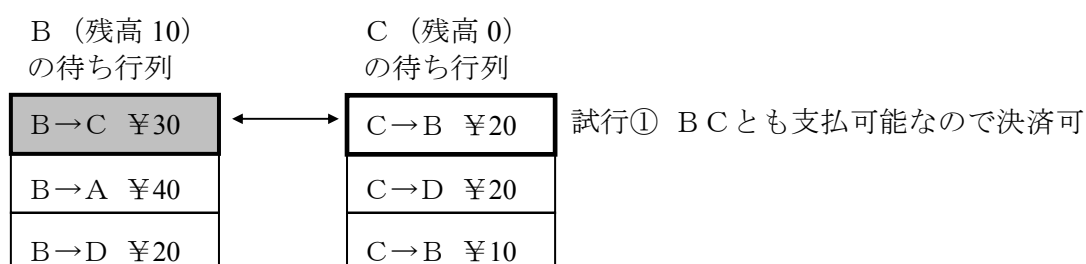 B (残高 10)
の待ち行列
C (残高 0)
の待ち行列
B→C ¥30
C→B ¥20
試行① BCとも支払可能なので決済可
B→A ¥40
C→D ¥20
B→D ¥20
C→B ¥10